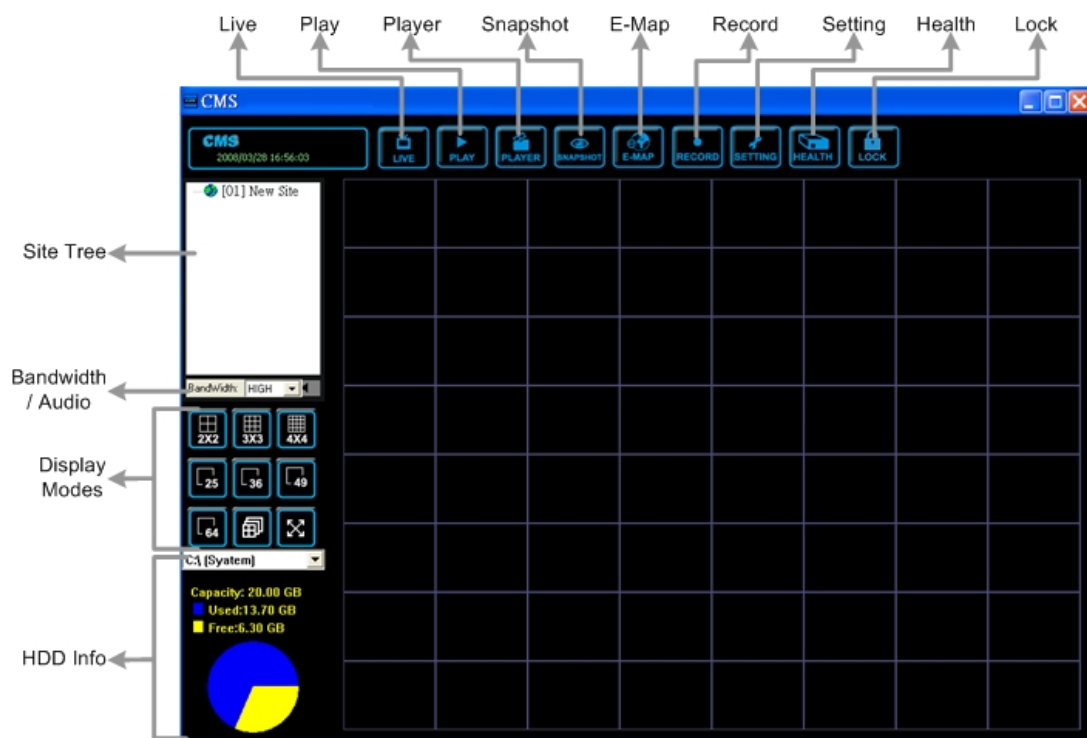 Live Play Player Snapshot E-Map Record Setting Health Lock
CMS
CMS
2008/03/28 16:56:03
LIVE PLAY PLAYER SNAPSHOT E-MAP RECORD SETTING HEALTH LOCK
[01] New Site
Site Tree
BandWidth: HIGH
Bandwidth
/ Audio
2X2 3X3 4X4
Display
Modes
25 36 49
64
C:\ (Syatem)
Capacity: 20.00 GB
Used:13.70 GB
Free:6.30 GB
HDD Info